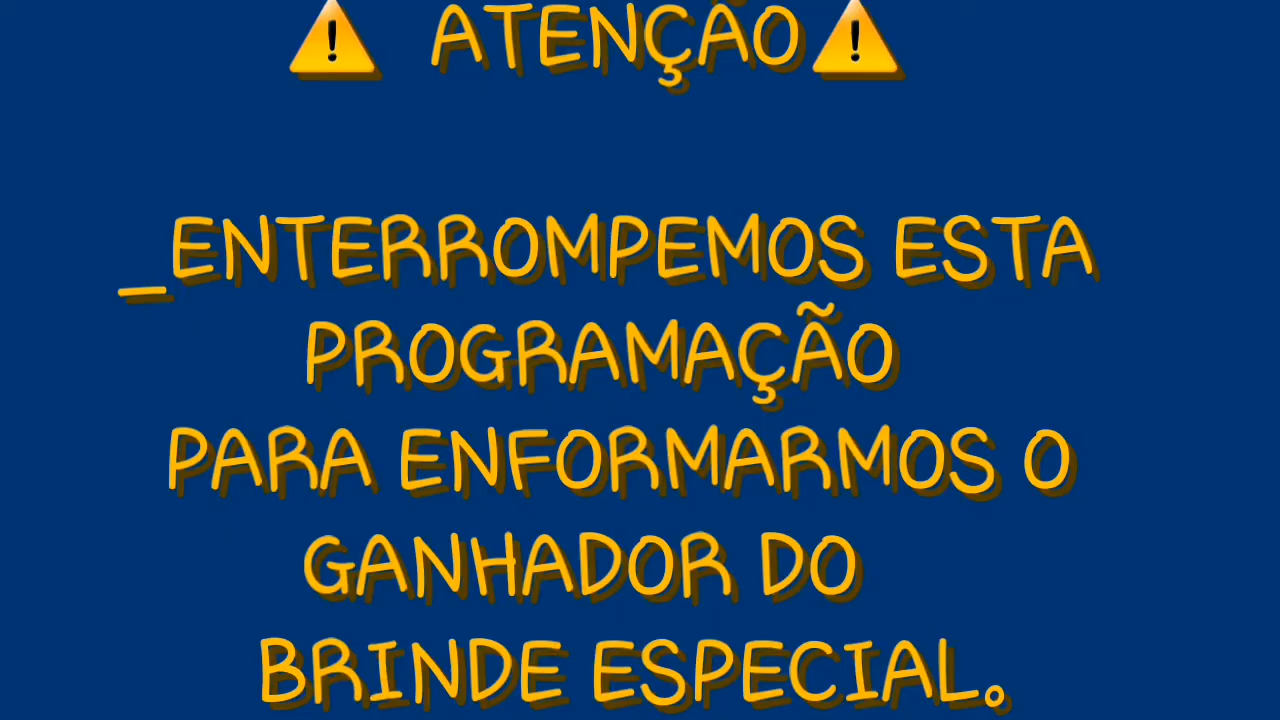 ⚠️ ATENÇÃO⚠️
_ENTERROMPEMOS ESTA
PROGRAMAÇÃO
PARA ENFORMARMOS O
GANHADOR DO
BRINDE ESPECIAL.